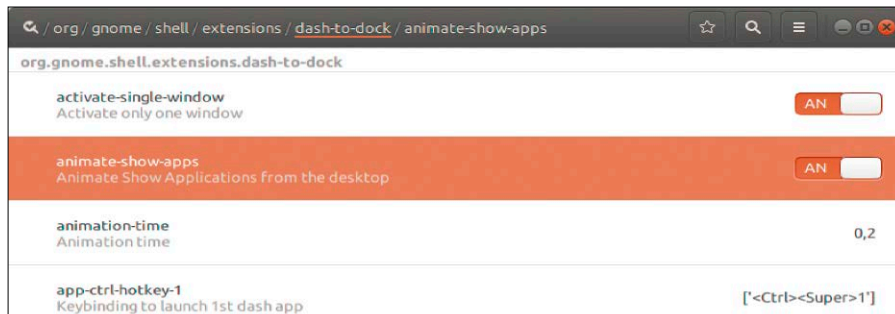 / org / gnome / shell / extensions / dash-to-dock / animate-show-apps
org.gnome.shell.extensions.dash-to-dock
activate-single-window
Activate only one window
AN
animate-show-apps
Animate Show Applications from the desktop
AN
animation-time
Animation time
0,2
app-ctrl-hotkey-1
Keybinding to launch 1st dash app
['<Ctrl><Super>1']